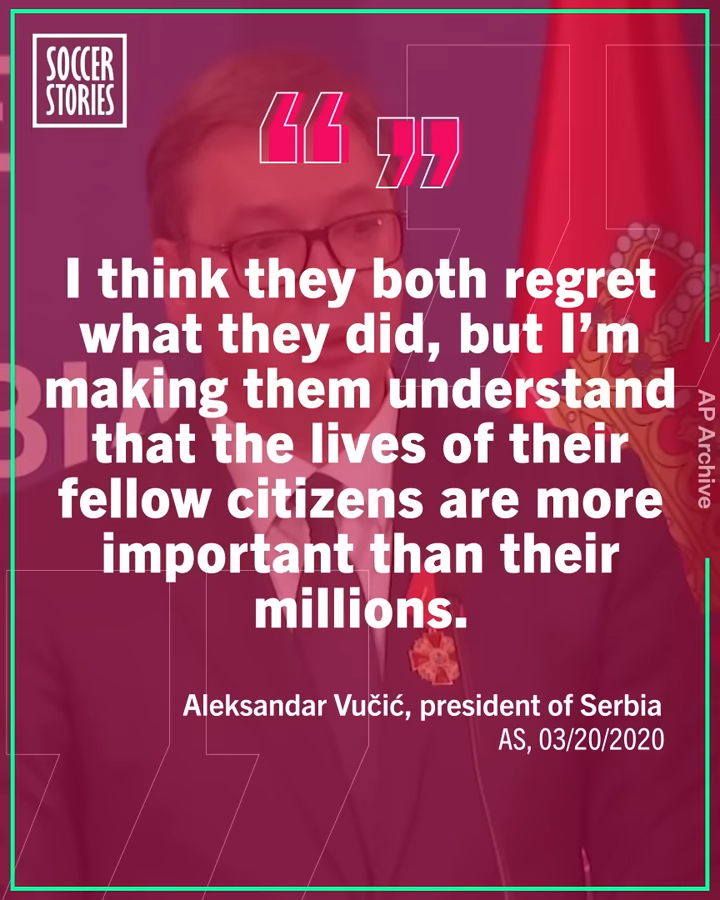 SOCCER
STORIES
“ ”
I think they both regret
what they did, but I’m
making them understand
that the lives of their
fellow citizens are more
important than their
millions.
AP Archive
Aleksandar Vučić, president of Serbia
AS, 03/20/2020
BIA